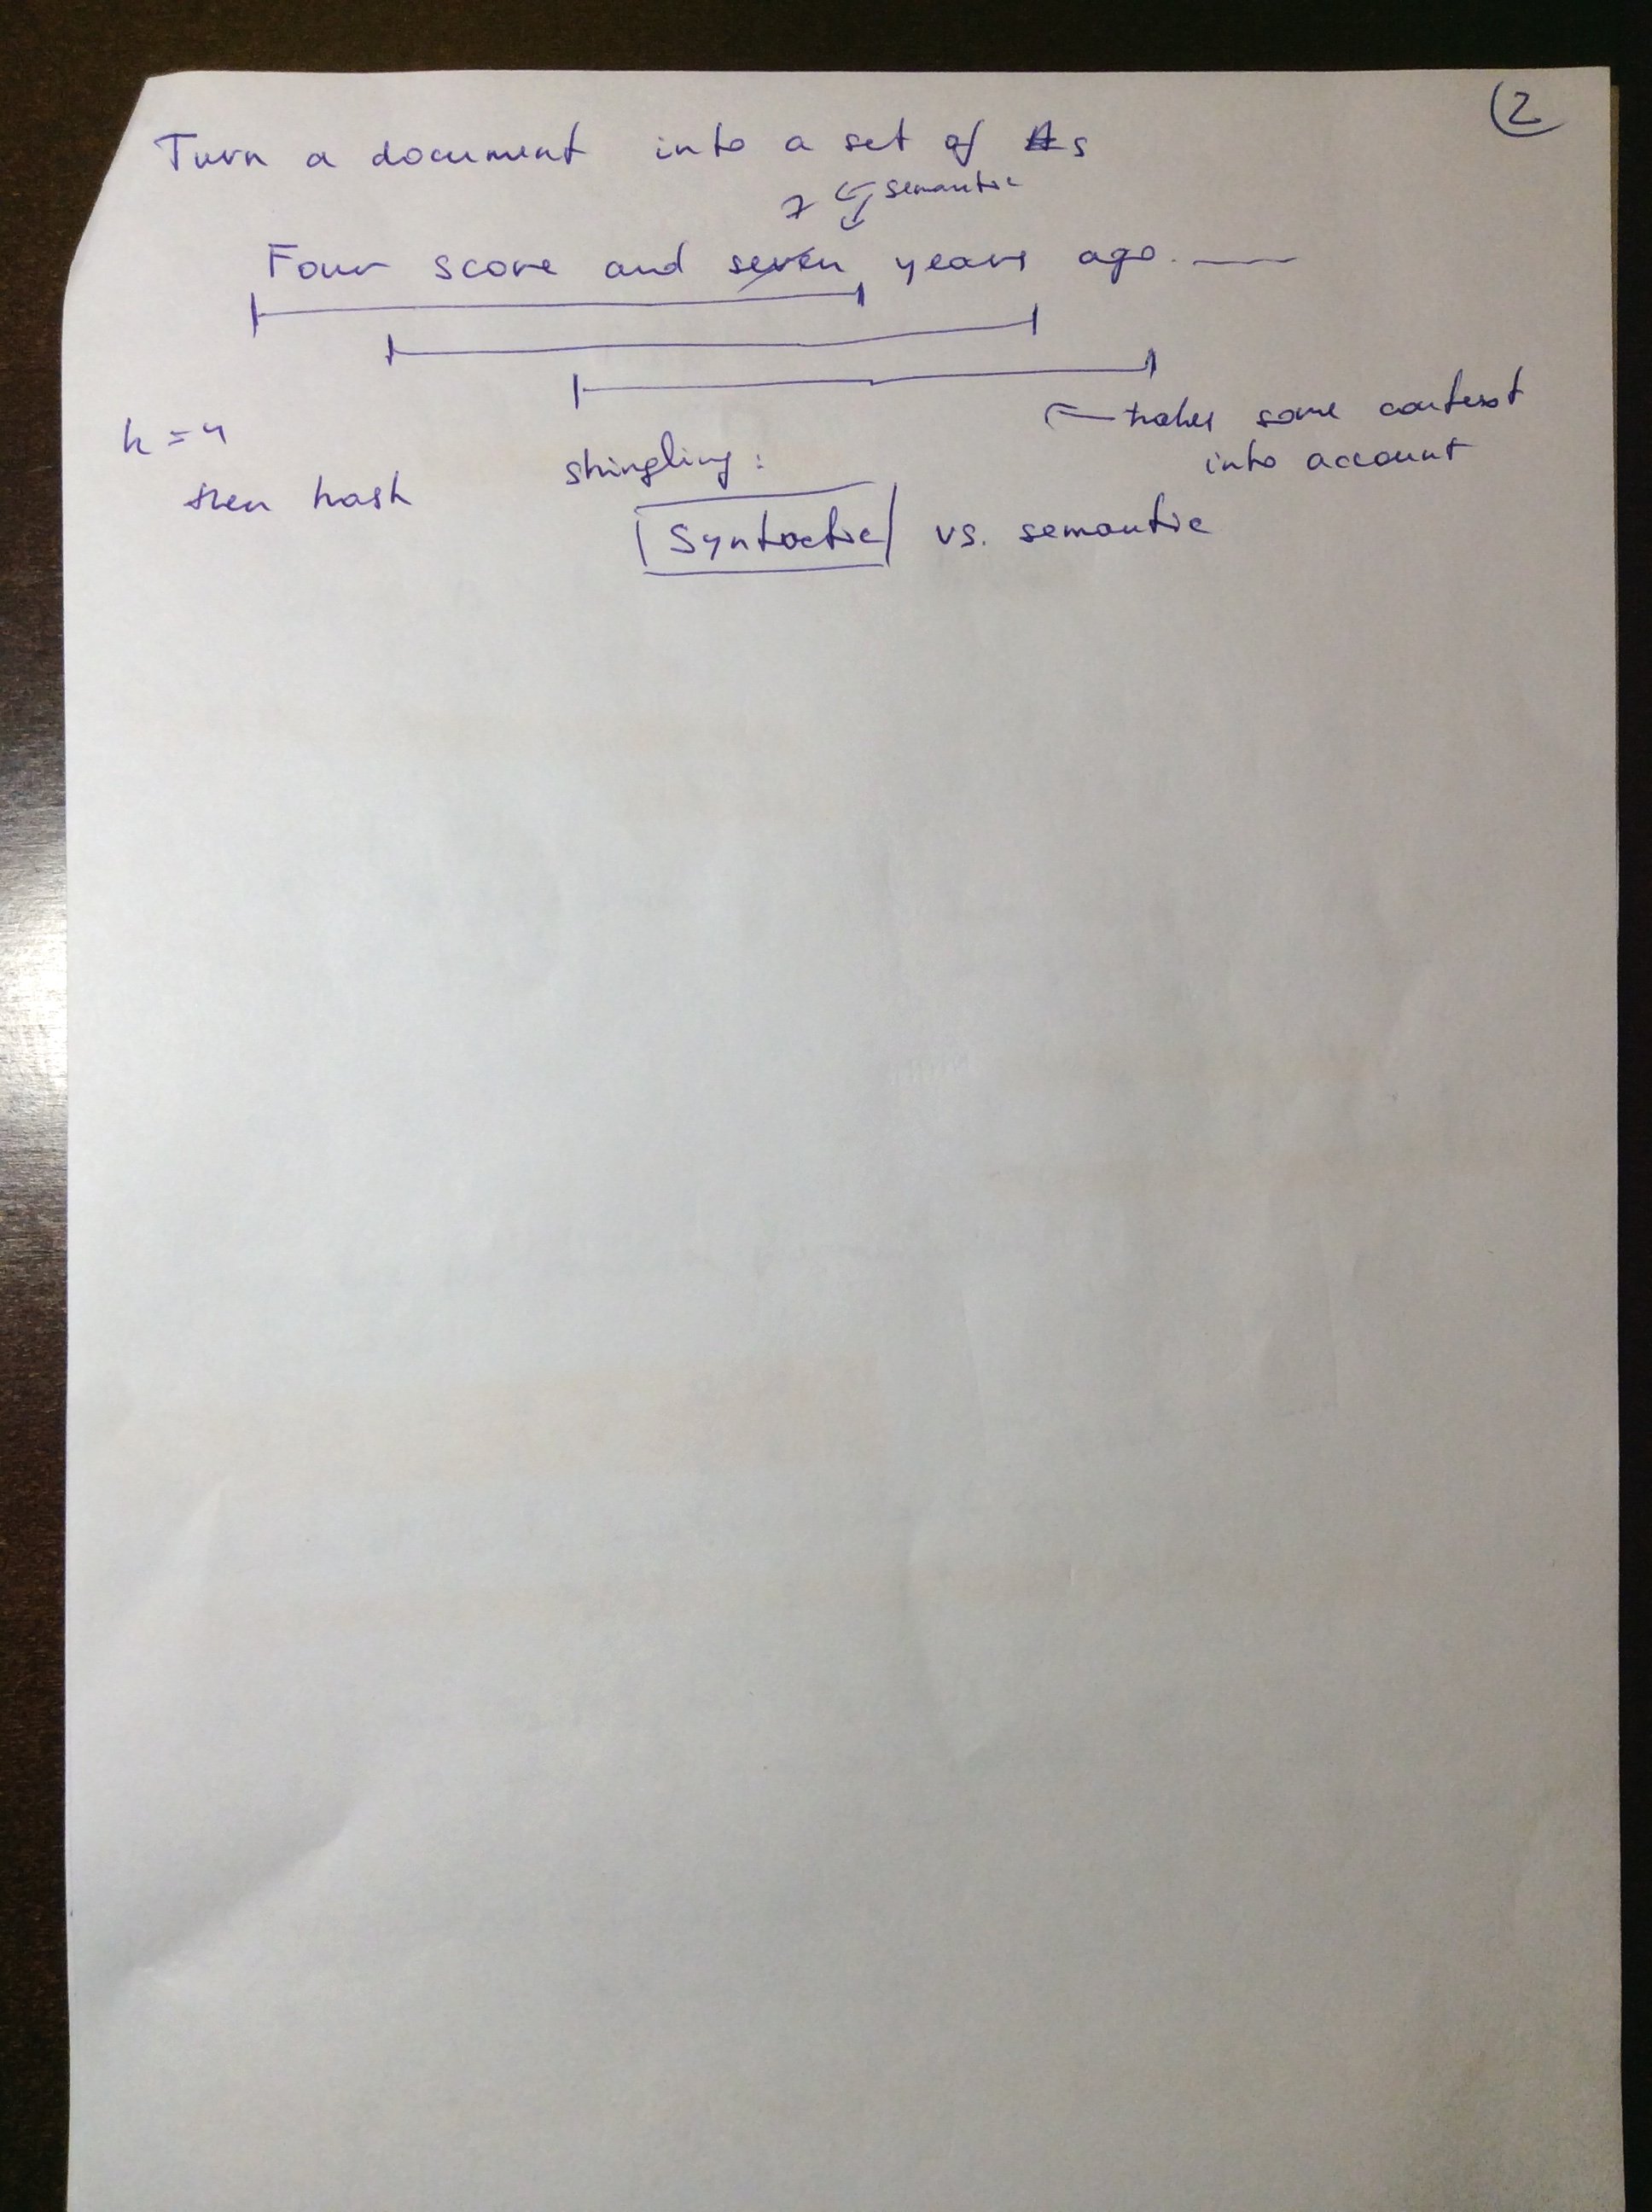 2
Turn a document into a set of #s
7 semantic
Four score and seven years ago.
takes some context
into account
k=4
then hash
shingling:
Syntactic vs. semantic